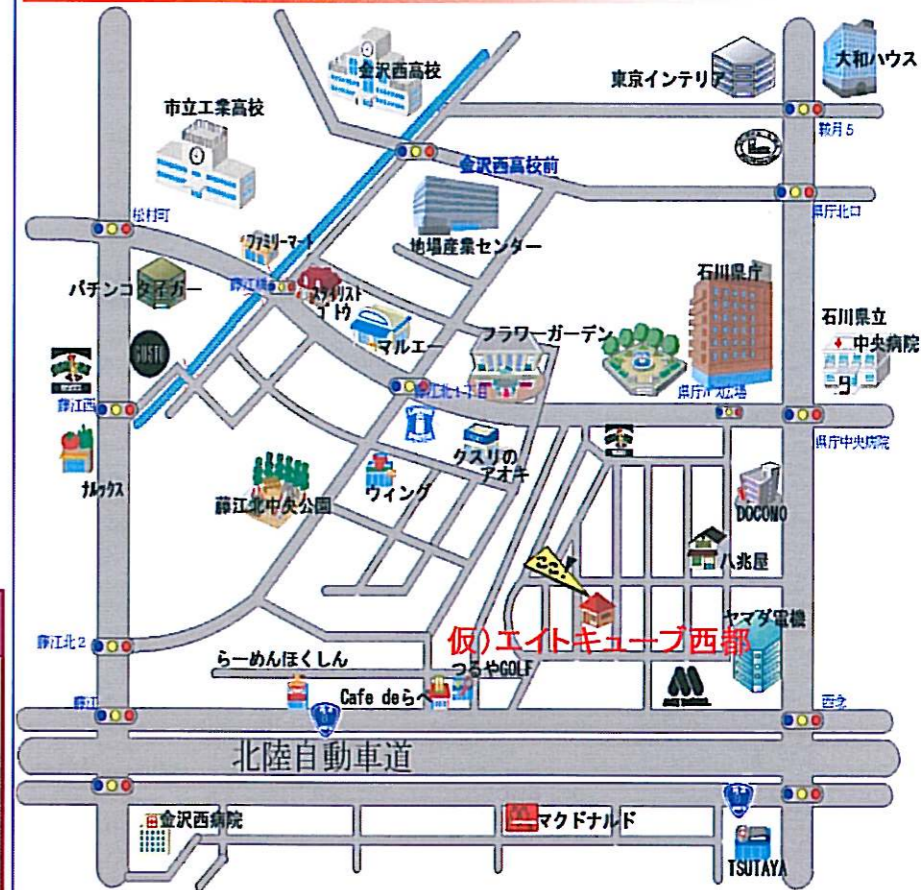 金沢西高校
東京インテリア
大和ハウス
市立工業高校
鞍月5
金沢西高校前
県庁北口
松村町
ファミリーマート
地場産業センター
藤江橋
スタイリスト
ゴトウ
パチンコタイガー
石川県庁
石川県立
中央病院
マルエー
フラワーガーデン
GUSTO
藤江北4丁目
県庁バス広場
藤江西
県庁中央病院
クスリの
アオキ
ナルックス
藤江北中央公園
ウィング
DOCOMO
八兆屋
仮)エイトキューブ西都
ヤマダ電機
藤江北2
らーめんほくしん
つるやGOLF
Cafe deらぺ
藤江
西念
北陸自動車道
金沢西病院
マクドナルド
TSUTAYA